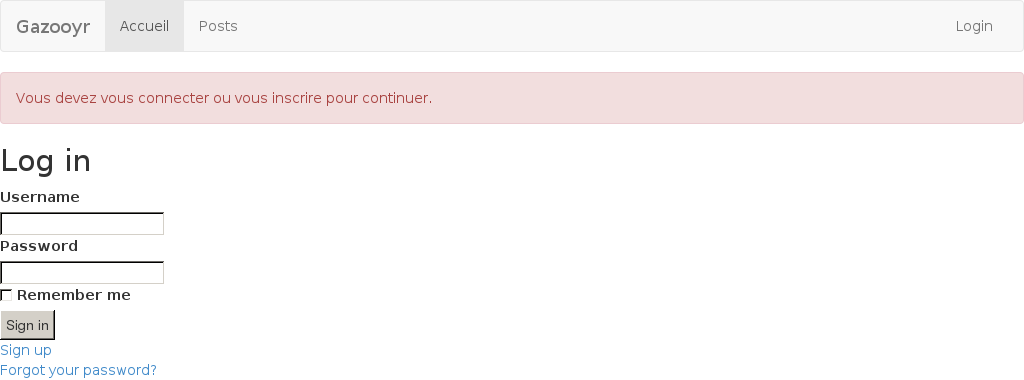 Gazooyr Accueil Posts Login
Vous devez vous connecter ou vous inscrire pour continuer.
Log in
Username
Password
Remember me
Sign in
Sign up
Forgot your password?